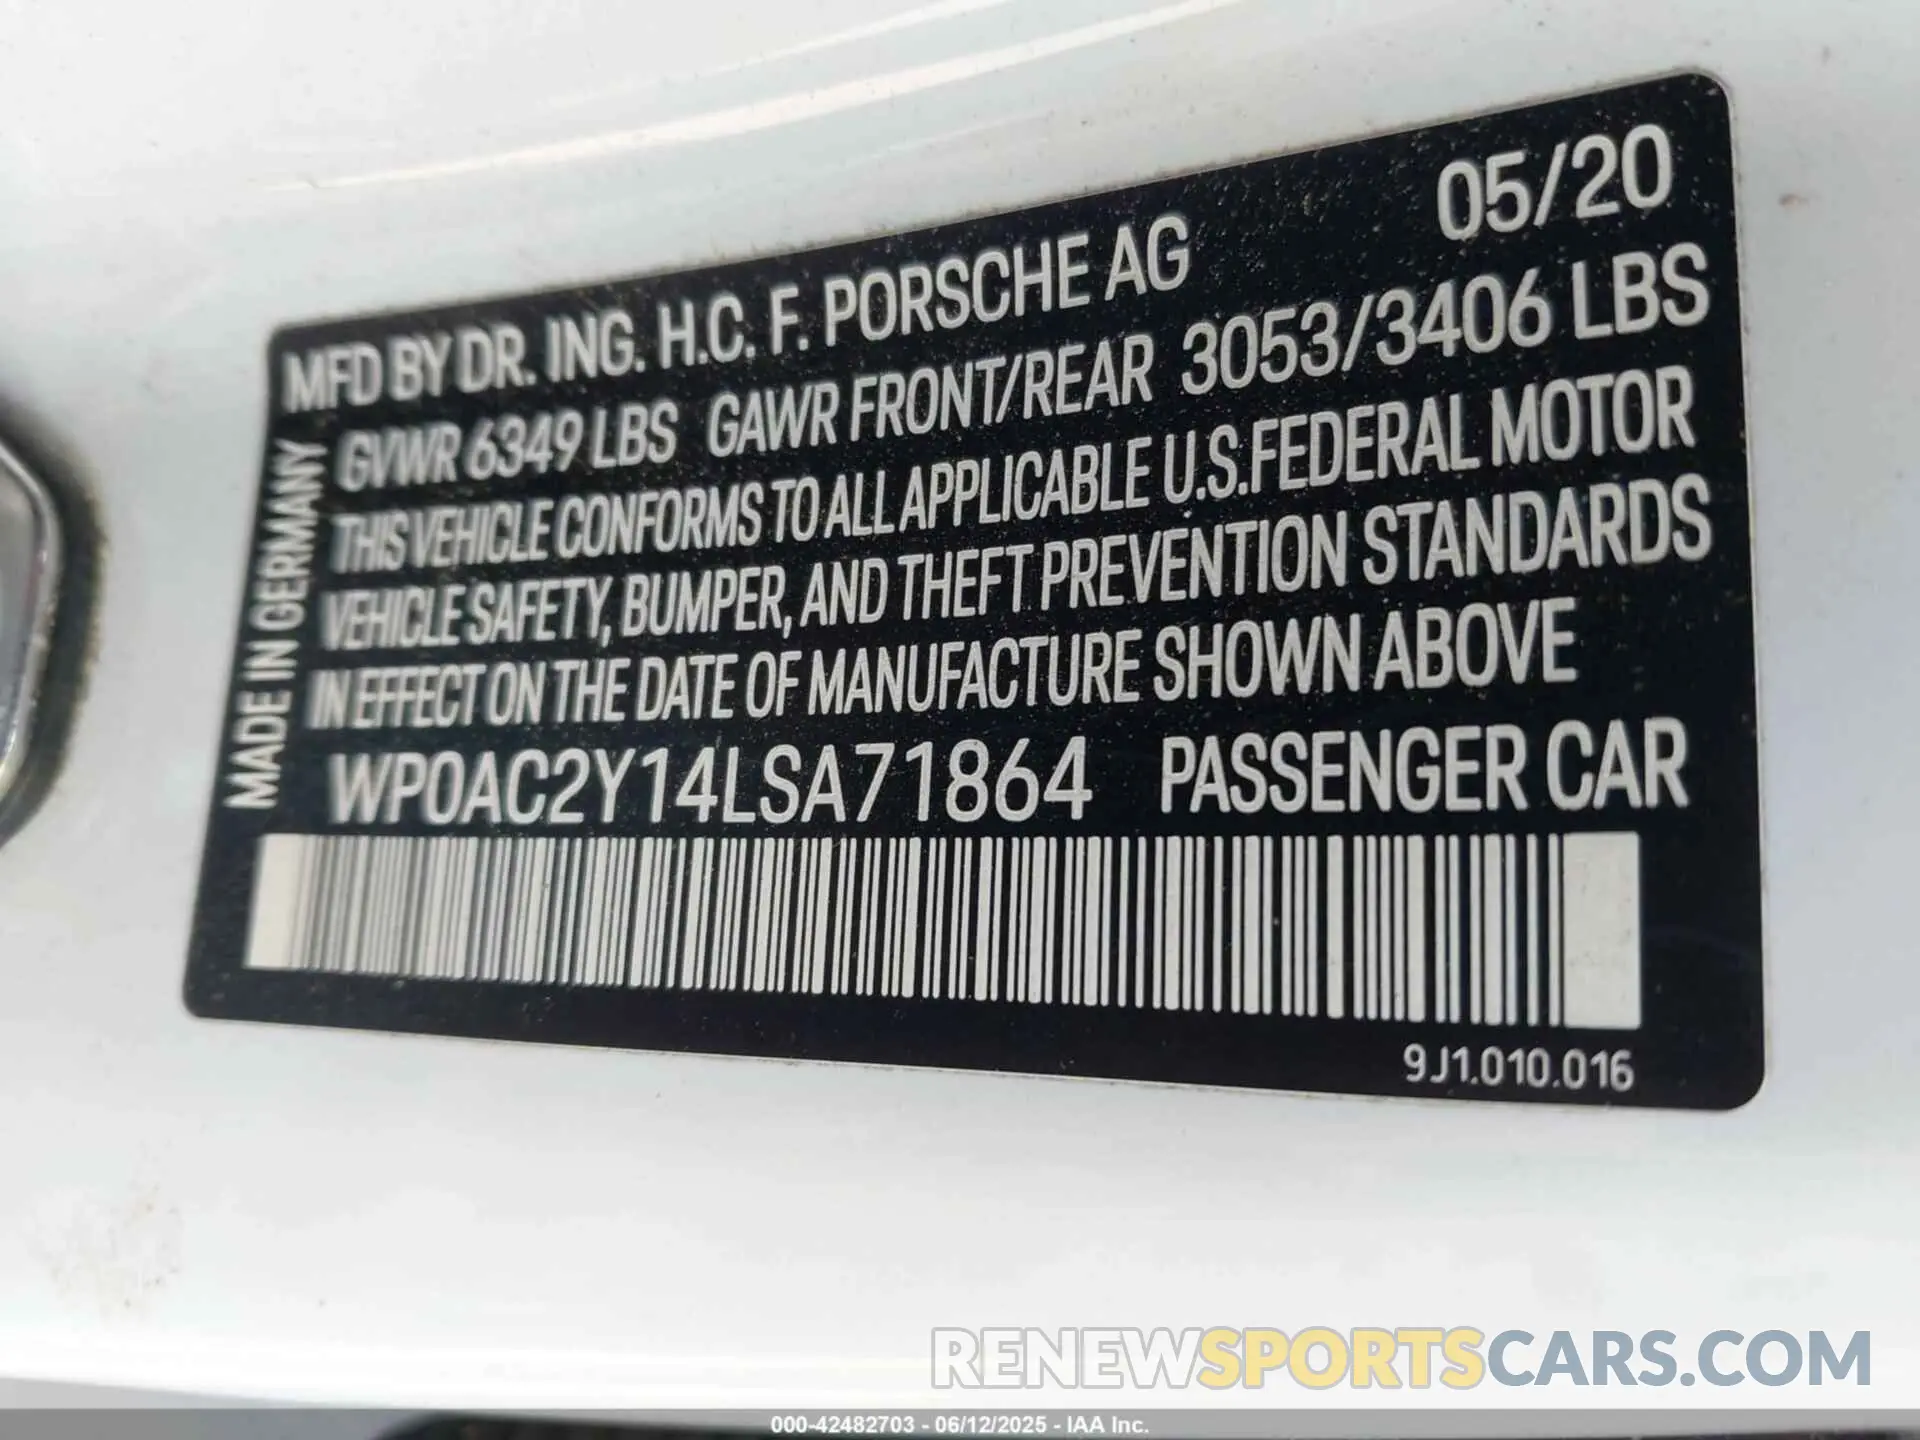 MFD BY DR. ING. H.C. F. PORSCHE AG 05/20
GVWR 6349 LBS GAWR FRONT/REAR 3053/3406 LBS
THIS VEHICLE CONFORMS TO ALL APPLICABLE U.S.FEDERAL MOTOR
VEHICLE SAFETY, BUMPER, AND THEFT PREVENTION STANDARDS
IN EFFECT ON THE DATE OF MANUFACTURE SHOWN ABOVE
WP0AC2Y14LSA71864 PASSENGER CAR
MADE IN GERMANY
9J1.010.016
RENEWSPORTSCARS.COM
000-42482703 - 06/12/2025 - IAA Inc.